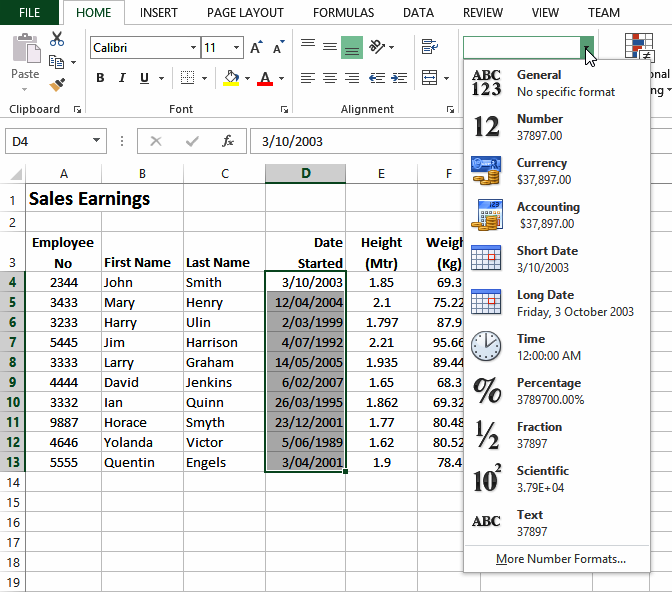 FILE HOME INSERT PAGE LAYOUT FORMULAS DATA REVIEW VIEW TEAM
Calibri 11 A A
Paste
B I U A
Clipboard Font Alignment
D4 fx 3/10/2003
ABC 123 General
No specific format
12 Number
37897.00
Currency
$37,897.00
Accounting
$37,897.00
Short Date
3/10/2003
Long Date
Friday, 3 October 2003
Time
12:00:00 AM
% Percentage
3789700.00%
½ Fraction
37897
10² Scientific
3.79E+04
ABC Text
37897
More Number Formats...
A B C D E F
1 Sales Earnings
2
Employee Date Height
3 No First Name Last Name Started (Mtr) (Kg)
4 2344 John Smith 3/10/2003 1.85 69.3
5 3433 Mary Henry 12/04/2004 2.1 75.22
6 3233 Harry Ulin 2/03/1999 1.797 87.9
7 5445 Jim Harrison 4/07/1992 2.21 95.66
8 3333 Larry Graham 14/05/2005 1.935 89.44
9 4444 David Jenkins 6/02/2007 1.65 68.3
10 3332 Ian Quinn 26/03/1995 1.862 69.32
11 9887 Horace Smyth 23/12/2001 1.77 80.48
12 4646 Yolanda Victor 5/06/1989 1.62 80.52
13 5555 Quentin Engels 3/04/2001 1.9 78.4
14
15
16
17
18
19